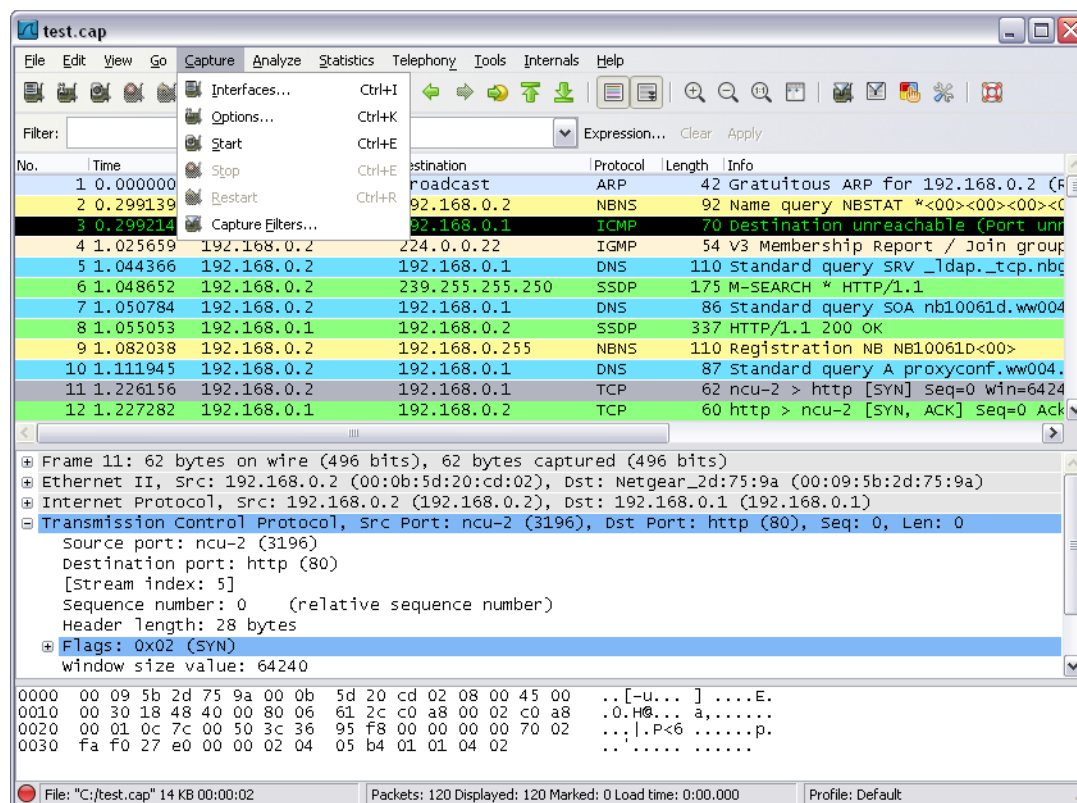 test.cap
File Edit View Go Capture Analyze Statistics Telephony Tools Internals Help
Interfaces... Ctrl+I
Options... Ctrl+K
Start Ctrl+E
Stop Ctrl+E
Restart Ctrl+R
Capture Filters...
Filter: Expression... Clear Apply
No. Time estination Protocol Length Info
1 0.000000 roadcast ARP 42 Gratuitous ARP for 192.168.0.2 (R
2 0.299139 92.168.0.2 NBNS 92 Name query NBSTAT *<00><00><00><0
3 0.299214 92.168.0.1 ICMP 70 Destination unreachable (Port unr
4 1.025659 192.168.0.2 224.0.0.22 IGMP 54 V3 Membership Report / Join group
5 1.044366 192.168.0.2 192.168.0.1 DNS 110 Standard query SRV _ldap._tcp.nbg
6 1.048652 192.168.0.2 239.255.255.250 SSDP 175 M-SEARCH * HTTP/1.1
7 1.050784 192.168.0.2 192.168.0.1 DNS 86 Standard query SOA nb10061d.ww004
8 1.055053 192.168.0.1 192.168.0.2 SSDP 337 HTTP/1.1 200 OK
9 1.082038 192.168.0.2 192.168.0.255 NBNS 110 Registration NB NB10061D<00>
10 1.111945 192.168.0.2 192.168.0.1 DNS 87 Standard query A proxyconf.ww004.
11 1.226156 192.168.0.2 192.168.0.1 TCP 62 ncu-2 > http [SYN] Seq=0 Win=6424
12 1.227282 192.168.0.1 192.168.0.2 TCP 60 http > ncu-2 [SYN, ACK] Seq=0 Ack
Frame 11: 62 bytes on wire (496 bits), 62 bytes captured (496 bits)
Ethernet II, Src: 192.168.0.2 (00:0b:5d:20:cd:02), Dst: Netgear_2d:75:9a (00:09:5b:2d:75:9a)
Internet Protocol, Src: 192.168.0.2 (192.168.0.2), Dst: 192.168.0.1 (192.168.0.1)
Transmission Control Protocol, Src Port: ncu-2 (3196), Dst Port: http (80), Seq: 0, Len: 0
Source port: ncu-2 (3196)
Destination port: http (80)
[Stream index: 5]
Sequence number: 0 (relative sequence number)
Header length: 28 bytes
Flags: 0x02 (SYN)
Window size value: 64240
0000 00 09 5b 2d 75 9a 00 0b 5d 20 cd 02 08 00 45 00 ..[-u... ] ....E.
0010 00 30 18 48 40 00 80 06 61 2c c0 a8 00 02 c0 a8 .0.H@... a,......
0020 00 01 0c 7c 00 50 3c 36 95 f8 00 00 00 00 70 02 ...|.P<6 ......p.
0030 fa f0 27 e0 00 00 02 04 05 b4 01 01 04 02 ..'..... ......
File: "C:/test.cap" 14 KB 00:00:02 Packets: 120 Displayed: 120 Marked: 0 Load time: 0:00.000 Profile: Default